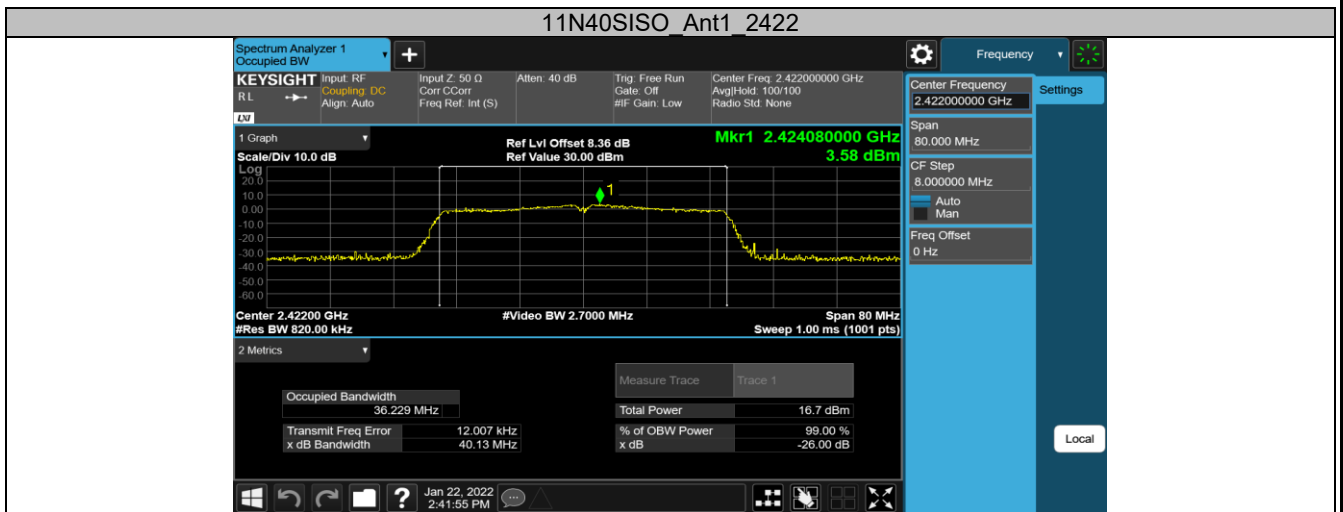 11N40SISO_Ant1_2422
Spectrum Analyzer 1
Occupied BW
+
Frequency
KEYSIGHT
RL
LXI
Input: RF
Coupling: DC
Align: Auto
Input Z: 50 Ω
Corr CCorr
Freq Ref: Int (S)
Atten: 40 dB
Trig: Free Run
Gate: Off
#IF Gain: Low
Center Freq: 2.422000000 GHz
Avg|Hold: 100/100
Radio Std: None
Center Frequency
2.422000000 GHz
Settings
Span
80.000 MHz
CF Step
8.000000 MHz
Auto
Man
Freq Offset
0 Hz
Local
1 Graph
Scale/Div 10.0 dB
Ref Lvl Offset 8.36 dB
Ref Value 30.00 dBm
Mkr1 2.424080000 GHz
3.58 dBm
Log
20.0
10.0
0.00
-10.0
-20.0
-30.0
-40.0
-50.0
-60.0
1
Center 2.42200 GHz
#Res BW 820.00 kHz
#Video BW 2.7000 MHz
Span 80 MHz
Sweep 1.00 ms (1001 pts)
2 Metrics
Measure Trace Trace 1
Occupied Bandwidth
36.229 MHz
Total Power 16.7 dBm
Transmit Freq Error 12.007 kHz
% of OBW Power 99.00 %
x dB Bandwidth 40.13 MHz
x dB -26.00 dB
?
Jan 22, 2022
2:41:55 PM